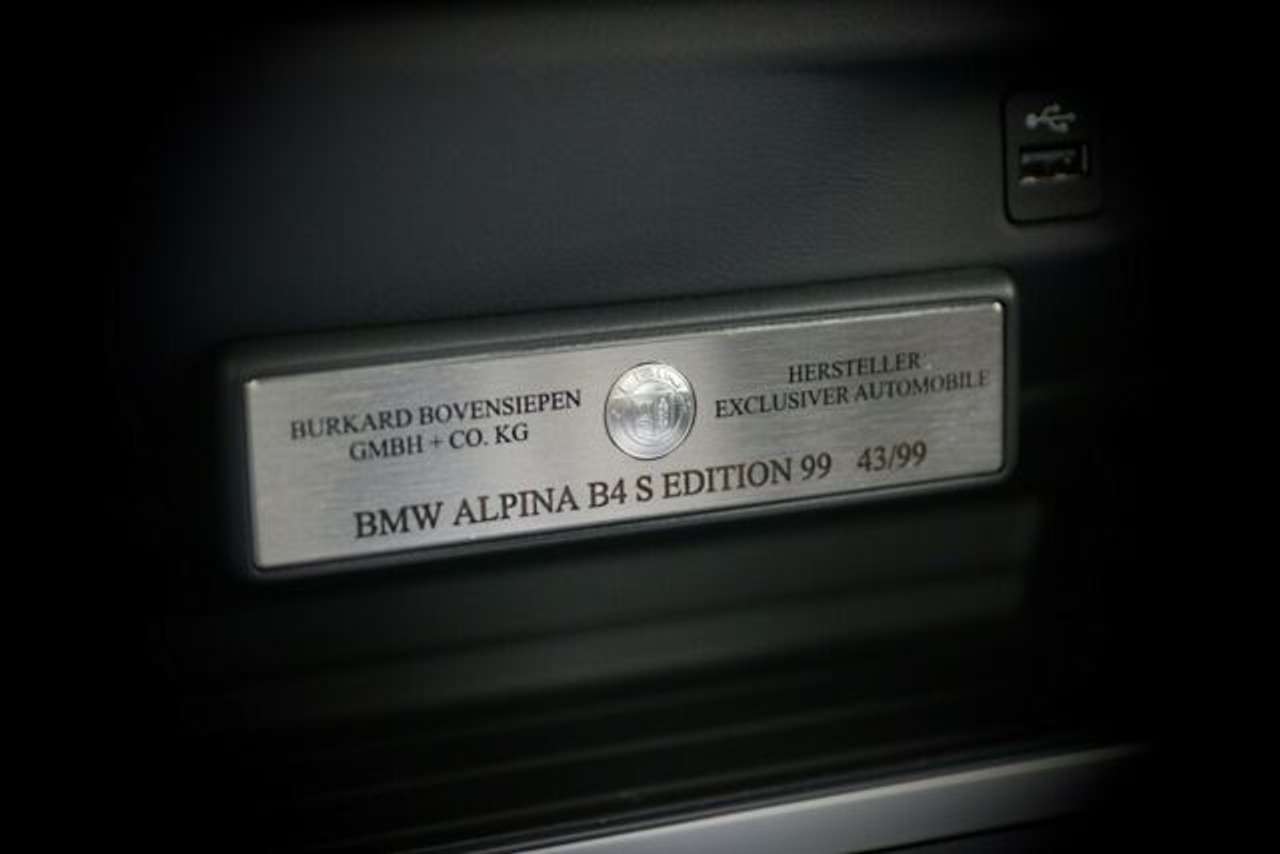 BURKARD BOVENSIEPEN
GMBH + CO. KG
HERSTELLER
EXCLUSIVER AUTOMOBILE
BMW ALPINA B4 S EDITION 99 43/99